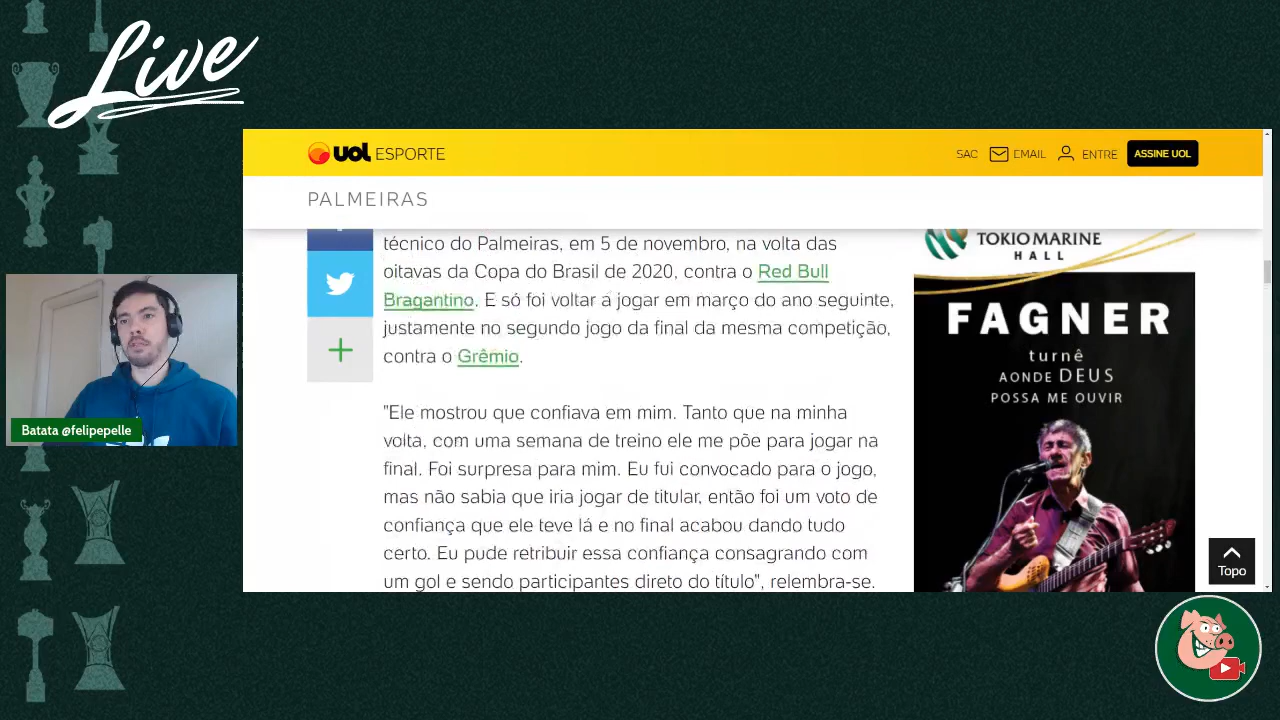 Live
UOL ESPORTE
SAC
EMAIL
ENTRE
ASSINE UOL
PALMEIRAS
técnico do Palmeiras, em 5 de novembro, na volta das
oitavas da Copa do Brasil de 2020, contra o Red Bull
Bragantino. E só foi voltar a jogar em março do ano seguinte,
justamente no segundo jogo da final da mesma competição,
contra o Grêmio.
"Ele mostrou que confiava em mim. Tanto que na minha
volta, com uma semana de treino ele me põe para jogar na
final. Foi surpresa para mim. Eu fui convocado para o jogo,
mas não sabia que iria jogar de titular, então foi um voto de
confiança que ele teve lá e no final acabou dando tudo
certo. Eu pude retribuir essa confiança consagrando com
um gol e sendo participantes direto do título", relembra-se.
TOKIO MARINE
HALL
FAGNER
turnê
AONDE DEUS
POSSA ME OUVIR
Topo
Batata @felipepelle